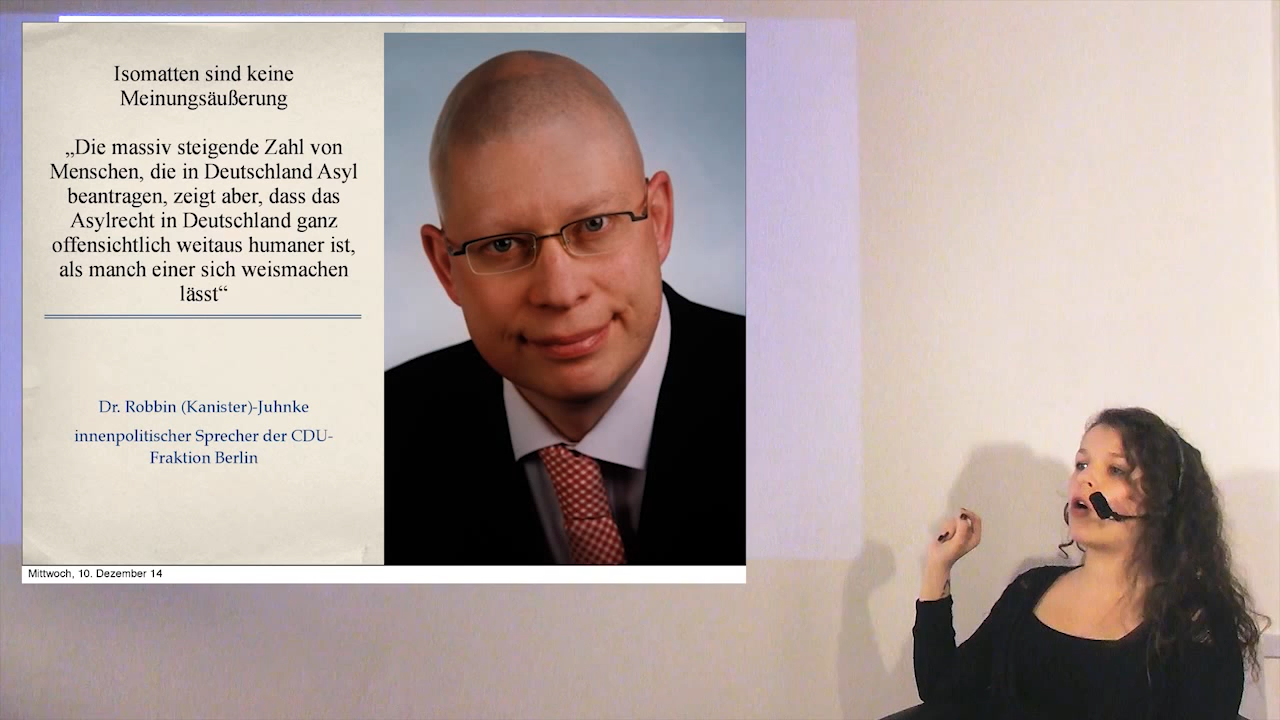 Isomatten sind keine
Meinungsäußerung
„Die massiv steigende Zahl von
Menschen, die in Deutschland Asyl
beantragen, zeigt aber, dass das
Asylrecht in Deutschland ganz
offensichtlich weitaus humaner ist,
als manch einer sich weismachen
lässt“
Dr. Robbin (Kanister)-Juhnke
innenpolitischer Sprecher der CDU-
Fraktion Berlin
Mittwoch, 10. Dezember 14